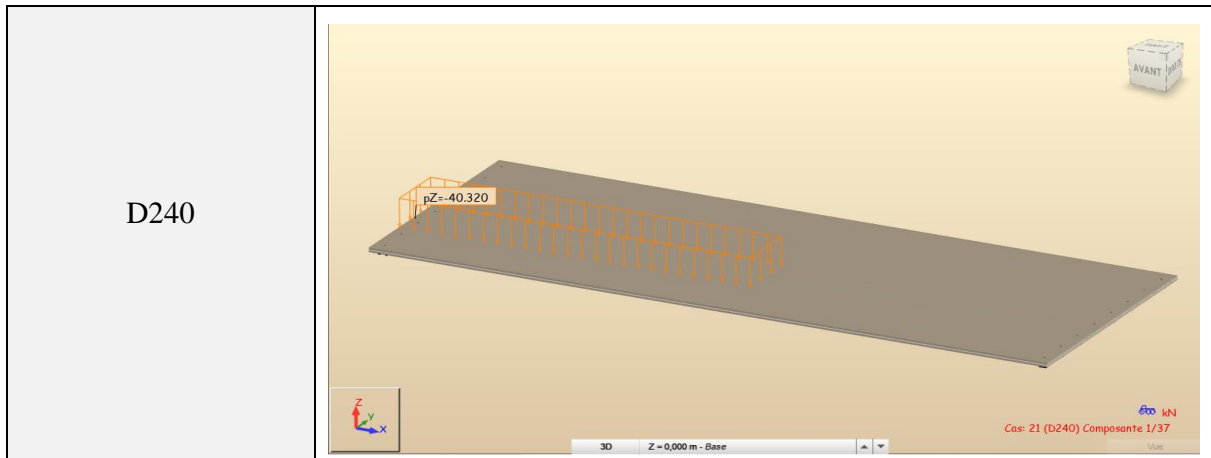 D240
AVANT
pZ=-40.320
Z
Y
X
kN
Cas: 21 (D240) Composante 1/37
3D Z = 0,000 m - Base
Vue